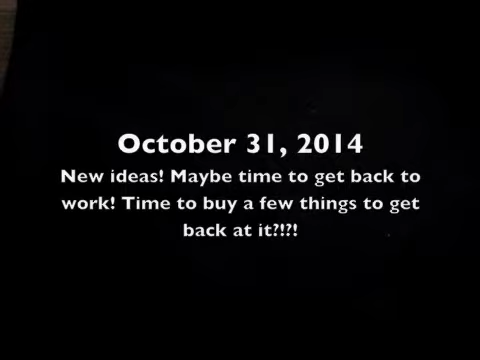 October 31, 2014
New ideas! Maybe time to get back to
work! Time to buy a few things to get
back at it?!?!